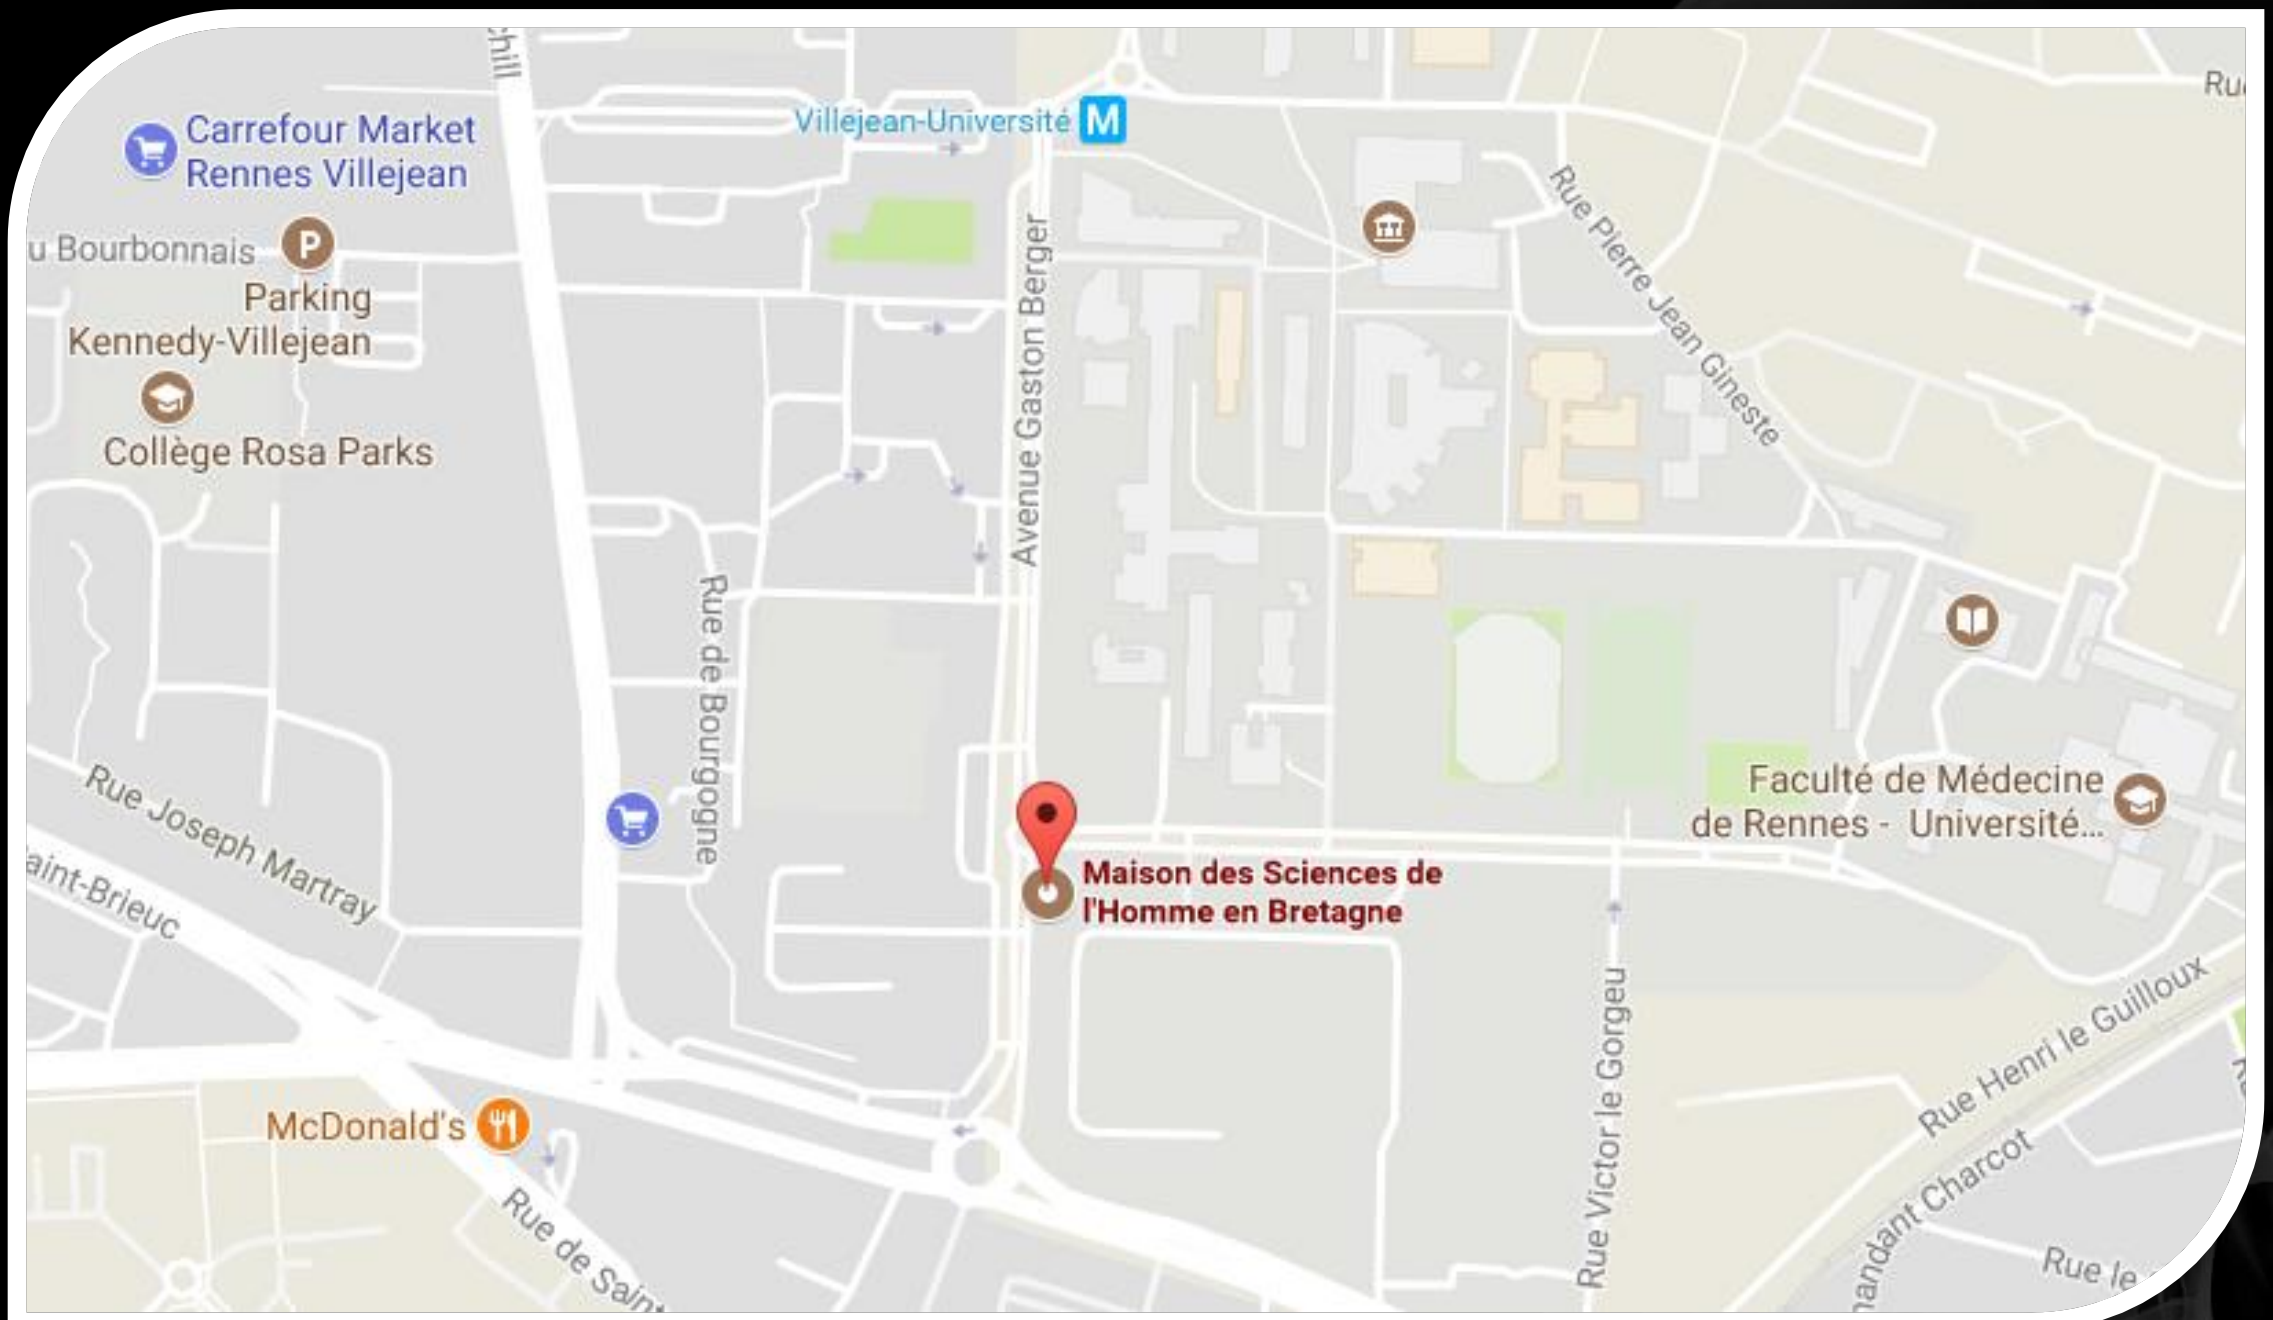 chill
Ru
Carrefour Market
Rennes Villejean
Villejean-Université
M
u Bourbonnais
P
Parking
Kennedy-Villejean
Collège Rosa Parks
Avenue Gaston Berger
Rue Pierre Jean Gineste
Rue de Bourgogne
Rue Joseph Martray
aint-Brieuc
Faculté de Médecine
de Rennes - Université...
Maison des Sciences de
l'Homme en Bretagne
McDonald's
Rue de Saint
Rue Victor le Gorgeu
Rue Henri le Guilloux
mandant Charcot
Rue le